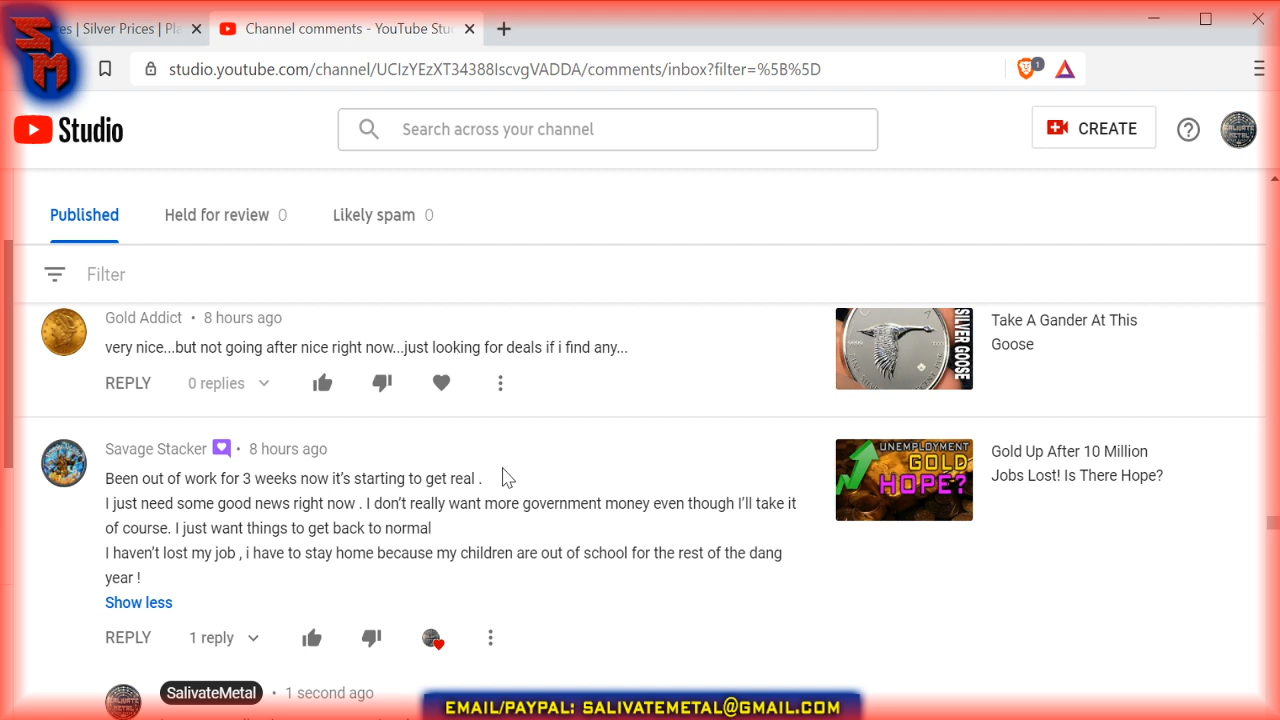 SM
ces | Silver Prices | Pla
Channel comments - YouTube Stu
studio.youtube.com/channel/UCIzYEzXT34388lscvgVADDA/comments/inbox?filter=%5B%5D
1
Studio
Search across your channel
CREATE
Published
Held for review 0
Likely spam 0
Filter
Gold Addict • 8 hours ago
very nice...but not going after nice right now...just looking for deals if i find any...
REPLY
0 replies
SILVER GOOSE
Take A Gander At This
Goose
Savage Stacker • 8 hours ago
Been out of work for 3 weeks now it’s starting to get real .
I just need some good news right now . I don’t really want more government money even though I’ll take it
of course. I just want things to get back to normal
I haven’t lost my job , i have to stay home because my children are out of school for the rest of the dang
year !
Show less
REPLY
1 reply
UNEMPLOYMENT
GOLD
HOPE?
Gold Up After 10 Million
Jobs Lost! Is There Hope?
SalivateMetal • 1 second ago
EMAIL/PAYPAL: SALIVATEMETAL@GMAIL.COM